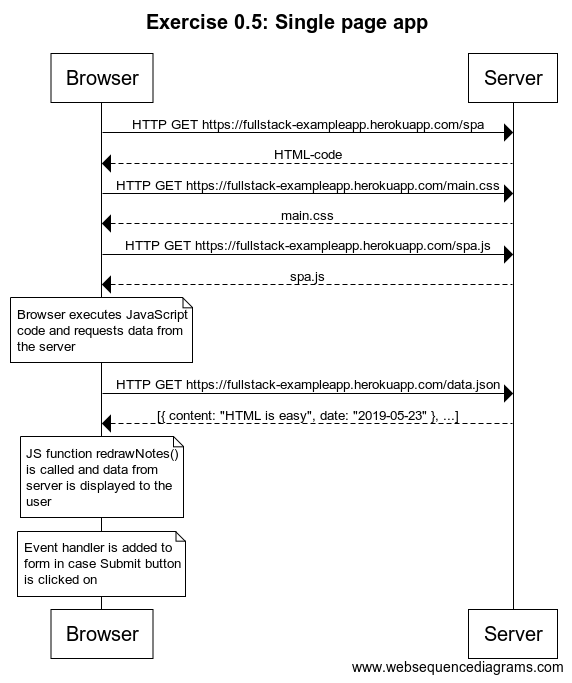 Exercise 0.5: Single page app
Browser
Server
HTTP GET https://fullstack-exampleapp.herokuapp.com/spa
HTML-code
HTTP GET https://fullstack-exampleapp.herokuapp.com/main.css
main.css
HTTP GET https://fullstack-exampleapp.herokuapp.com/spa.js
spa.js
Browser executes JavaScript
code and requests data from
the server
HTTP GET https://fullstack-exampleapp.herokuapp.com/data.json
[{ content: "HTML is easy", date: "2019-05-23" }, ...]
JS function redrawNotes()
is called and data from
server is displayed to the
user
Event handler is added to
form in case Submit button
is clicked on
Browser
Server
www.websequencediagrams.com